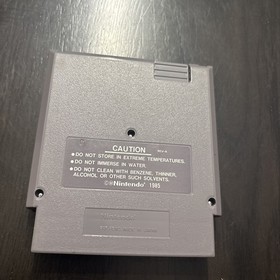 CAUTION
•DO NOT STORE IN EXTREME TEMPERATURES.
•DO NOT IMMERSE IN WATER.
•DO NOT CLEAN WITH BENZENE, THINNER,
ALCOHOL OR OTHER SUCH SOLVENTS.
©®Nintendo 1985